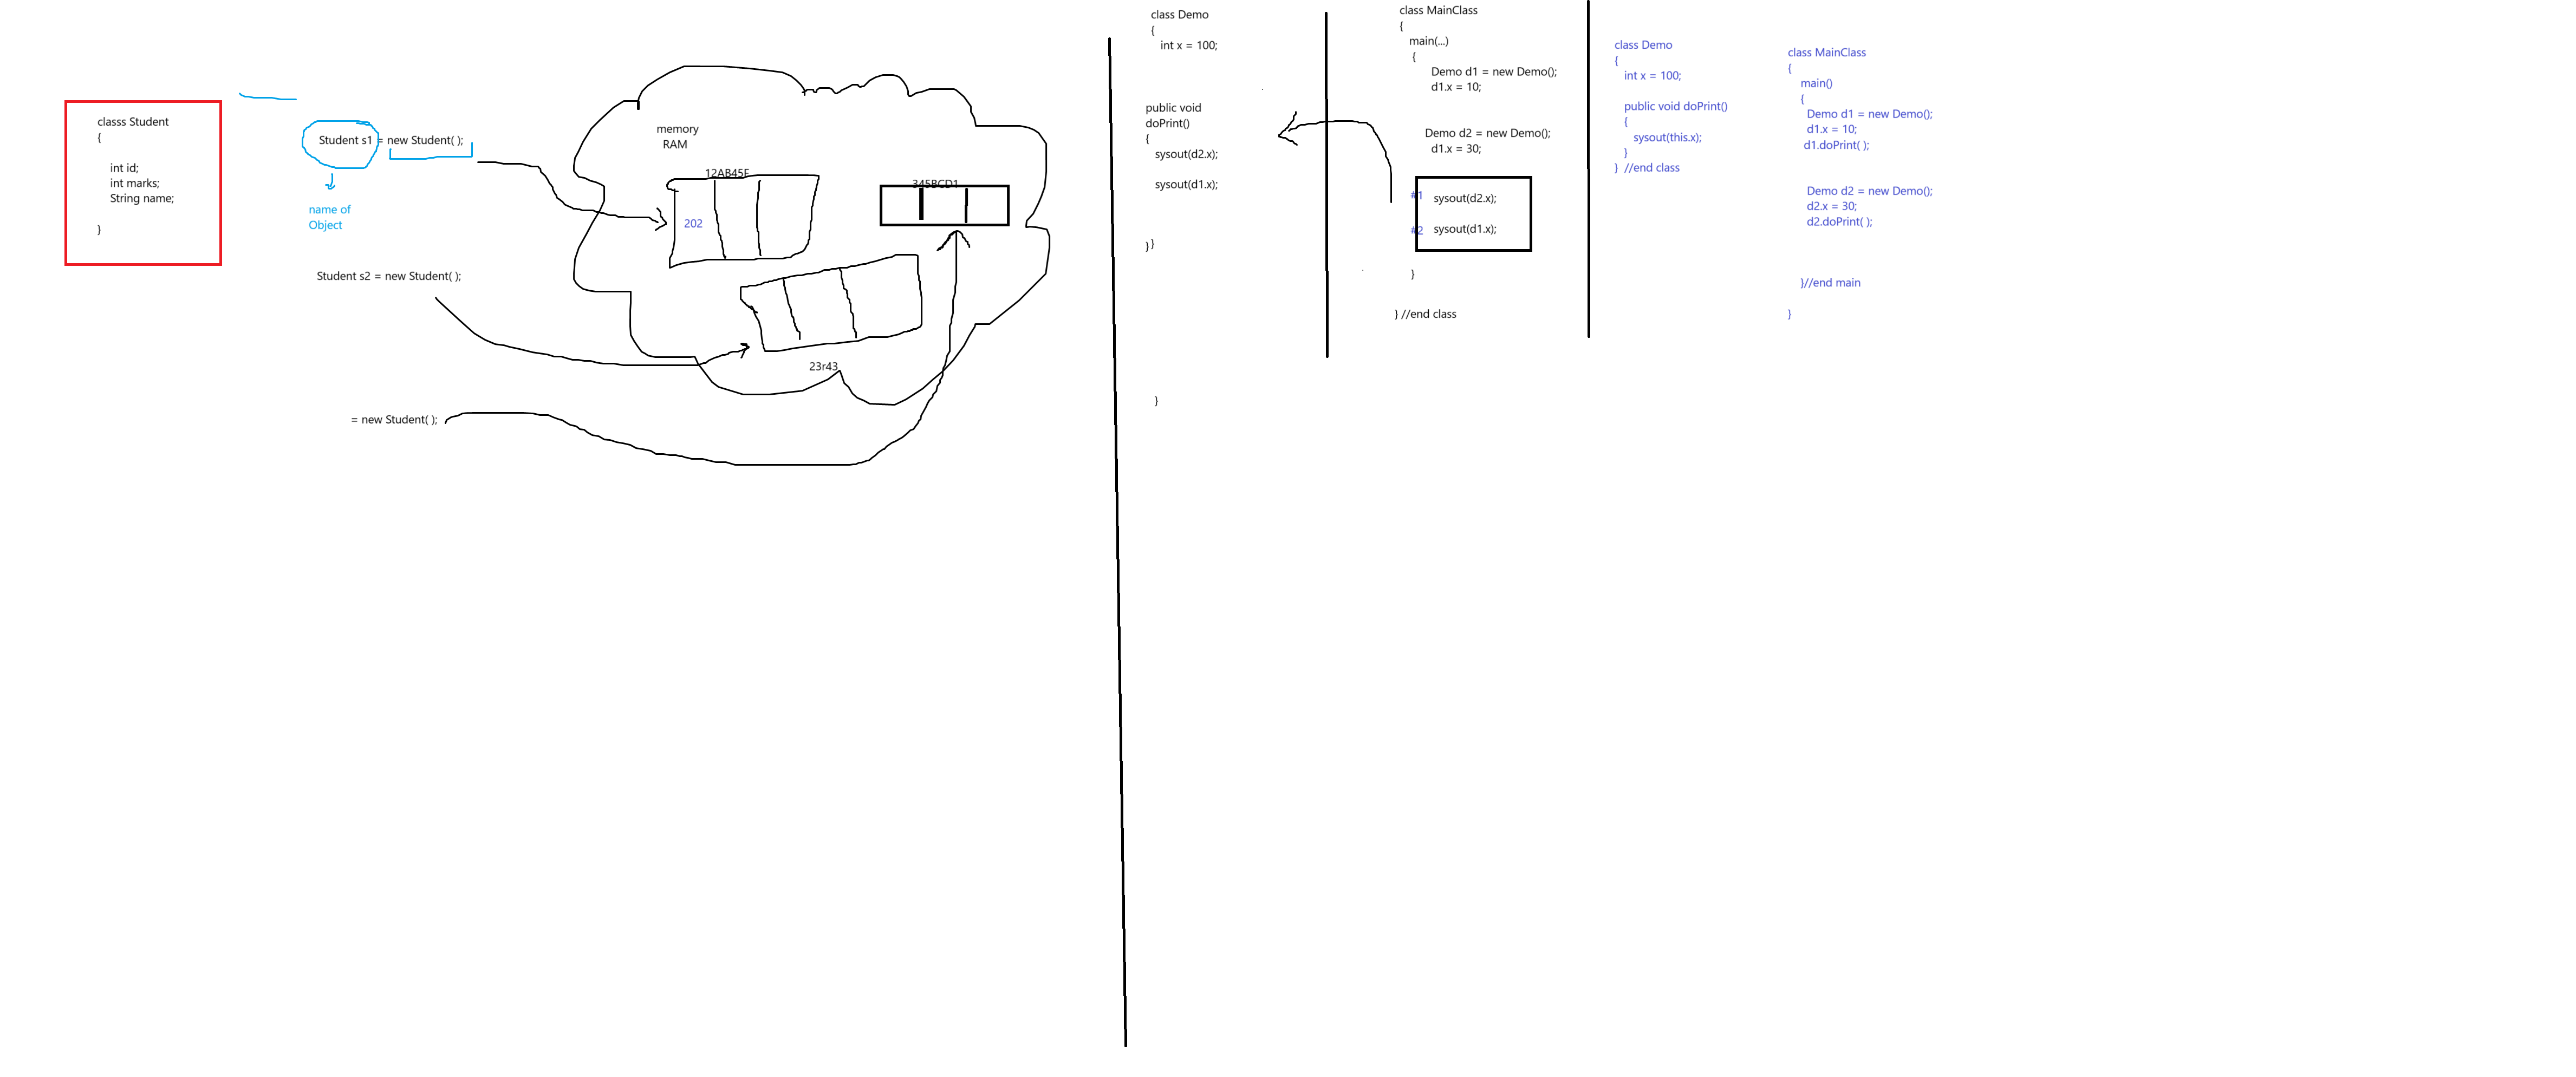 classs Student
{
int id;
int marks;
String name;
}
Student s1 = new Student( );
name of
Object
Student s2 = new Student( );
= new Student( );
memory
RAM
12AB45F
202
345BCD1
23r43
class Demo
{
int x = 100;
public void
doPrint()
{
sysout(d2.x);
sysout(d1.x);
}
}
}
class MainClass
{
main(...)
{
Demo d1 = new Demo();
d1.x = 10;
Demo d2 = new Demo();
d1.x = 30;
#1 sysout(d2.x);
#2 sysout(d1.x);
}
} //end class
class Demo
{
int x = 100;
public void doPrint()
{
sysout(this.x);
}
} //end class
class MainClass
{
main()
{
Demo d1 = new Demo();
d1.x = 10;
d1.doPrint( );
Demo d2 = new Demo();
d2.x = 30;
d2.doPrint( );
}//end main
}